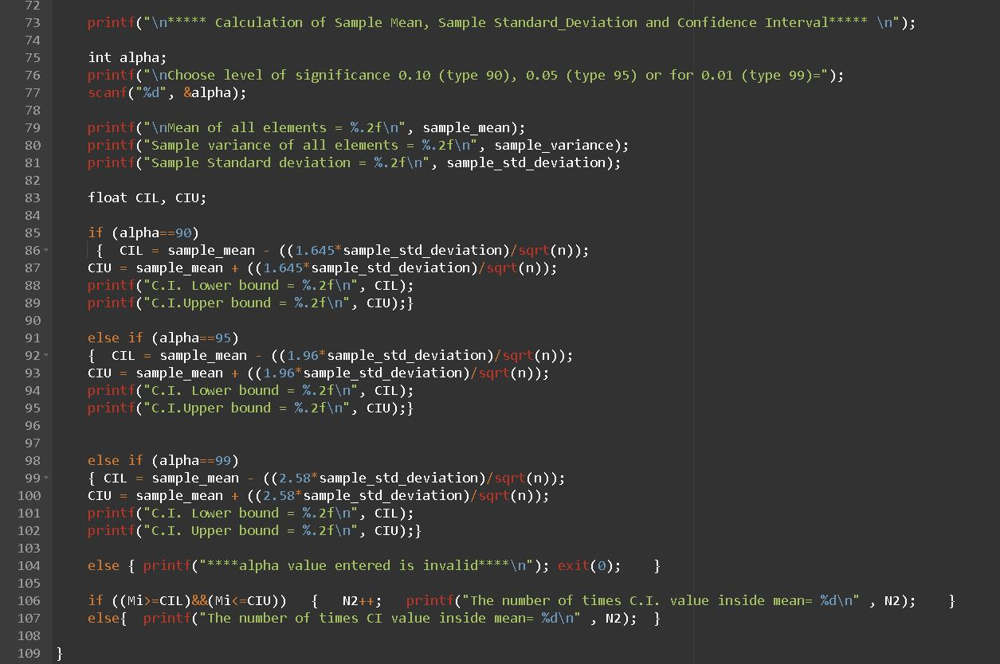 72
73 printf("\n***** Calculation of Sample Mean, Sample Standard_Deviation and Confidence Interval***** \n");
74
75 int alpha;
76 printf("\nChoose level of significance 0.10 (type 90), 0.05 (type 95) or for 0.01 (type 99)=");
77 scanf("%d", &alpha);
78
79 printf("\nMean of all elements = %.2f\n", sample_mean);
80 printf("Sample variance of all elements = %.2f\n", sample_variance);
81 printf("Sample Standard deviation = %.2f\n", sample_std_deviation);
82
83 float CIL, CIU;
84
85 if (alpha==90)
86 {  CIL = sample_mean - ((1.645*sample_std_deviation)/sqrt(n));
87 CIU = sample_mean + ((1.645*sample_std_deviation)/sqrt(n));
88 printf("C.I. Lower bound = %.2f\n", CIL);
89 printf("C.I.Upper bound = %.2f\n", CIU);}
90
91 else if (alpha==95)
92 {  CIL = sample_mean - ((1.96*sample_std_deviation)/sqrt(n));
93 CIU = sample_mean + ((1.96*sample_std_deviation)/sqrt(n));
94 printf("C.I. Lower bound = %.2f\n", CIL);
95 printf("C.I.Upper bound = %.2f\n", CIU);}
96
97
98 else if (alpha==99)
99 { CIL = sample_mean - ((2.58*sample_std_deviation)/sqrt(n));
100 CIU = sample_mean + ((2.58*sample_std_deviation)/sqrt(n));
101 printf("C.I. Lower bound = %.2f\n", CIL);
102 printf("C.I. Upper bound = %.2f\n", CIU);}
103
104 else { printf("****alpha value entered is invalid****\n"); exit(0);    }
105
106 if ((Mi>=CIL)&&(Mi<=CIU))   {   N2++;   printf("The number of times C.I. value inside mean= %d\n" , N2);    }
107 else{  printf("The number of times CI value inside mean= %d\n" , N2);  }
108
109 }